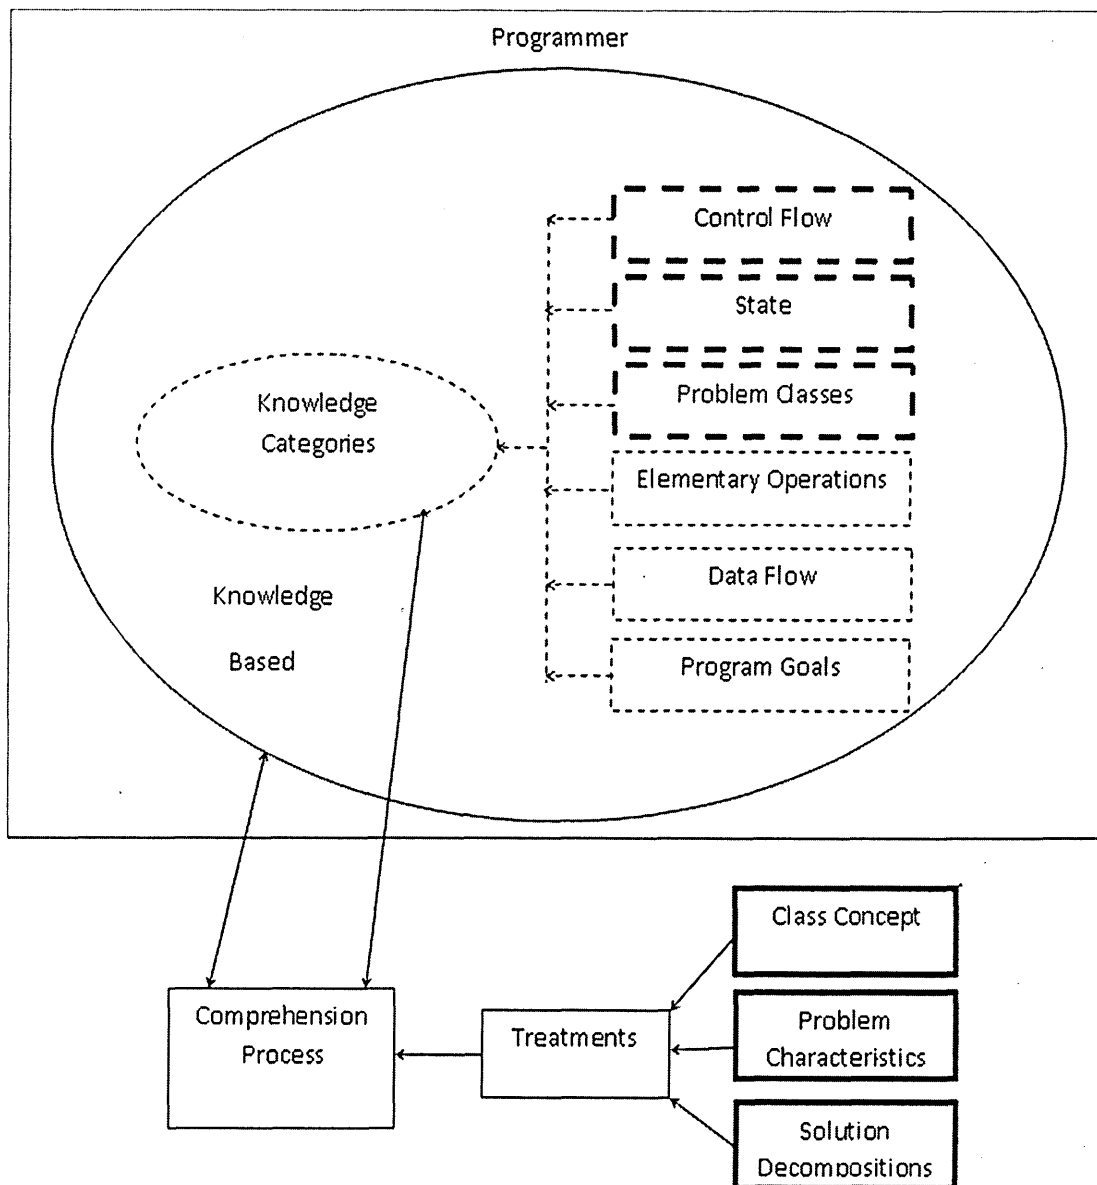 Programmer
Control Flow
State
Problem Classes
Knowledge
Categories
Elementary Operations
Data Flow
Knowledge
Based
Program Goals
Class Concept
Comprehension
Process
Treatments
Problem
Characteristics
Solution
Decompositions